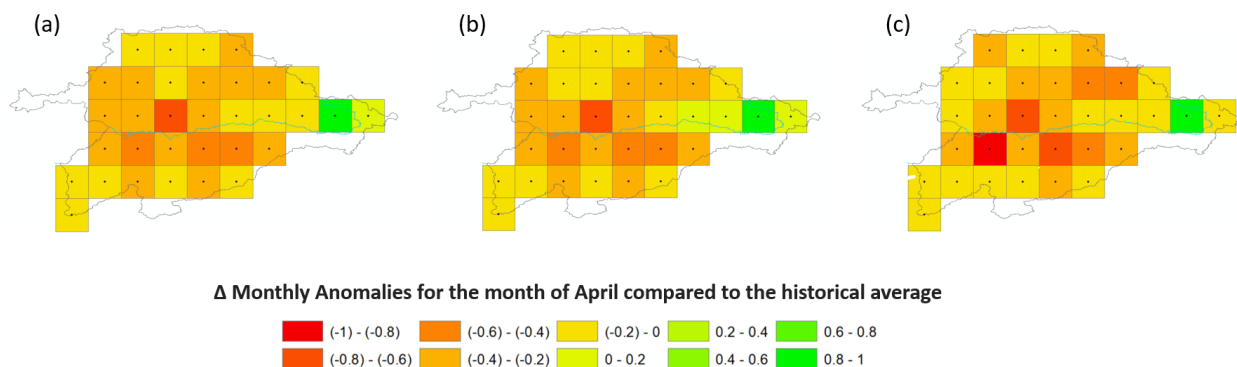 (a) (b) (c)
Δ Monthly Anomalies for the month of April compared to the historical average
(-1) - (-0.8) (-0.6) - (-0.4) (-0.2) - 0 0.2 - 0.4 0.6 - 0.8
(-0.8) - (-0.6) (-0.4) - (-0.2) 0 - 0.2 0.4 - 0.6 0.8 - 1